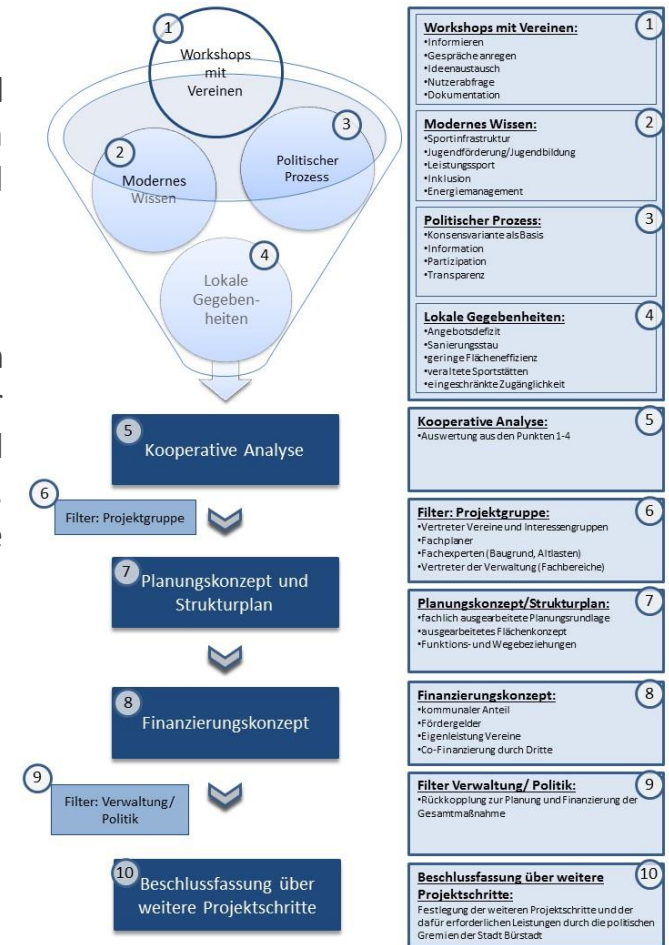 1
Workshops
mit
Vereinen
2
Modernes
Wissen
3
Politischer
Prozess
4
Lokale
Gegeben-
heiten
5
Kooperative Analyse
6
Filter: Projektgruppe
7
Planungskonzept und
Strukturplan
8
Finanzierungskonzept
9
Filter: Verwaltung/
Politik
10
Beschlussfassung über
weitere Projektschritte
Workshops mit Vereinen:
1
•Informieren
•Gespräche anregen
•Ideenaustausch
•Nutzerabfrage
•Dokumentation
Modernes Wissen:
2
•Sportinfrastruktur
•Jugendförderung/Jugendbildung
•Leistungssport
•Inklusion
•Energiemanagement
Politischer Prozess:
3
•Konsensvariante als Basis
•Information
•Partizipation
•Transparenz
Lokale Gegebenheiten:
4
•Angebotsdefizit
•Sanierungsstau
•geringe Flächeneffizienz
•veraltete Sportstätten
•eingeschränkte Zugänglichkeit
Kooperative Analyse:
5
•Auswertung aus den Punkten 1-4
Filter: Projektgruppe:
6
•Vertreter Vereine und Interessengruppen
•Fachplaner
•Fachexperten (Baugrund, Altlasten)
•Vertreter der Verwaltung (Fachbereiche)
Planungskonzept/Strukturplan:
7
•fachlich ausgearbeitete Planungsrundlage
•ausgearbeitetes Flächenkonzept
•Funktions- und Wegebeziehungen
Finanzierungskonzept:
8
•kommunaler Anteil
•Fördergelder
•Eigenleistung Vereine
•Co-Finanzierung durch Dritte
Filter Verwaltung/ Politik:
9
•Rückkopplung zur Planung und Finanzierung der
Gesamtmaßnahme
Beschlussfassung über weitere
Projektschritte:
10
Festlegung der weiteren Projektschritte und der
dafür erforderlichen Leistungen durch die politischen
Gremien der Stadt Bürstadt